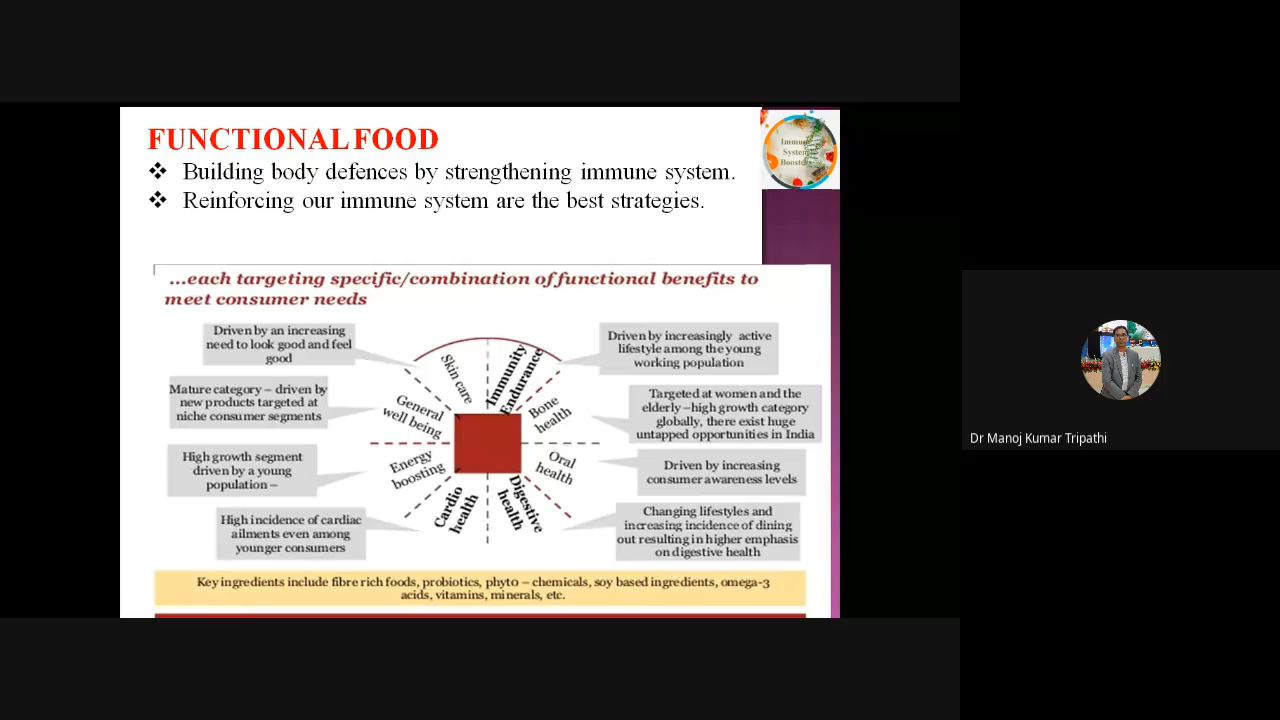 FUNCTIONAL FOOD
❖ Building body defences by strengthening immune system.
❖ Reinforcing our immune system are the best strategies.
Immune
System
Booster
...each targeting specific/combination of functional benefits to
meet consumer needs
Driven by an increasing
need to look good and feel
good
Mature category – driven by
new products targeted at
niche consumer segments
High growth segment
driven by a young
population –
High incidence of cardiac
ailments even among
younger consumers
Skin care
General
well being
Energy
boosting
Cardio
health
Immunity
Endurance
Bone
health
Oral
health
Digestive
health
Driven by increasingly active
lifestyle among the young
working population
Targeted at women and the
elderly –high growth category
globally, there exist huge
untapped opportunities in India
Driven by increasing
consumer awareness levels
Changing lifestyles and
increasing incidence of dining
out resulting in higher emphasis
on digestive health
Key ingredients include fibre rich foods, probiotics, phyto – chemicals, soy based ingredients, omega-3
acids, vitamins, minerals, etc.
Dr Manoj Kumar Tripathi